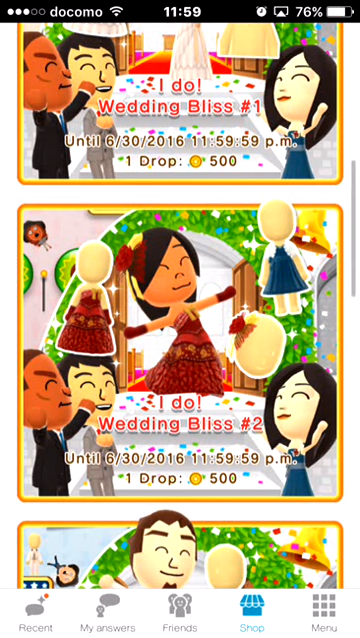 docomo 11:59 76%
I do!
Wedding Bliss #1
Until 6/30/2016 11:59:59 p.m.
1 Drop: 500
I do!
Wedding Bliss #2
Until 6/30/2016 11:59:59 p.m.
1 Drop: 500
Recent My answers Friends Shop Menu